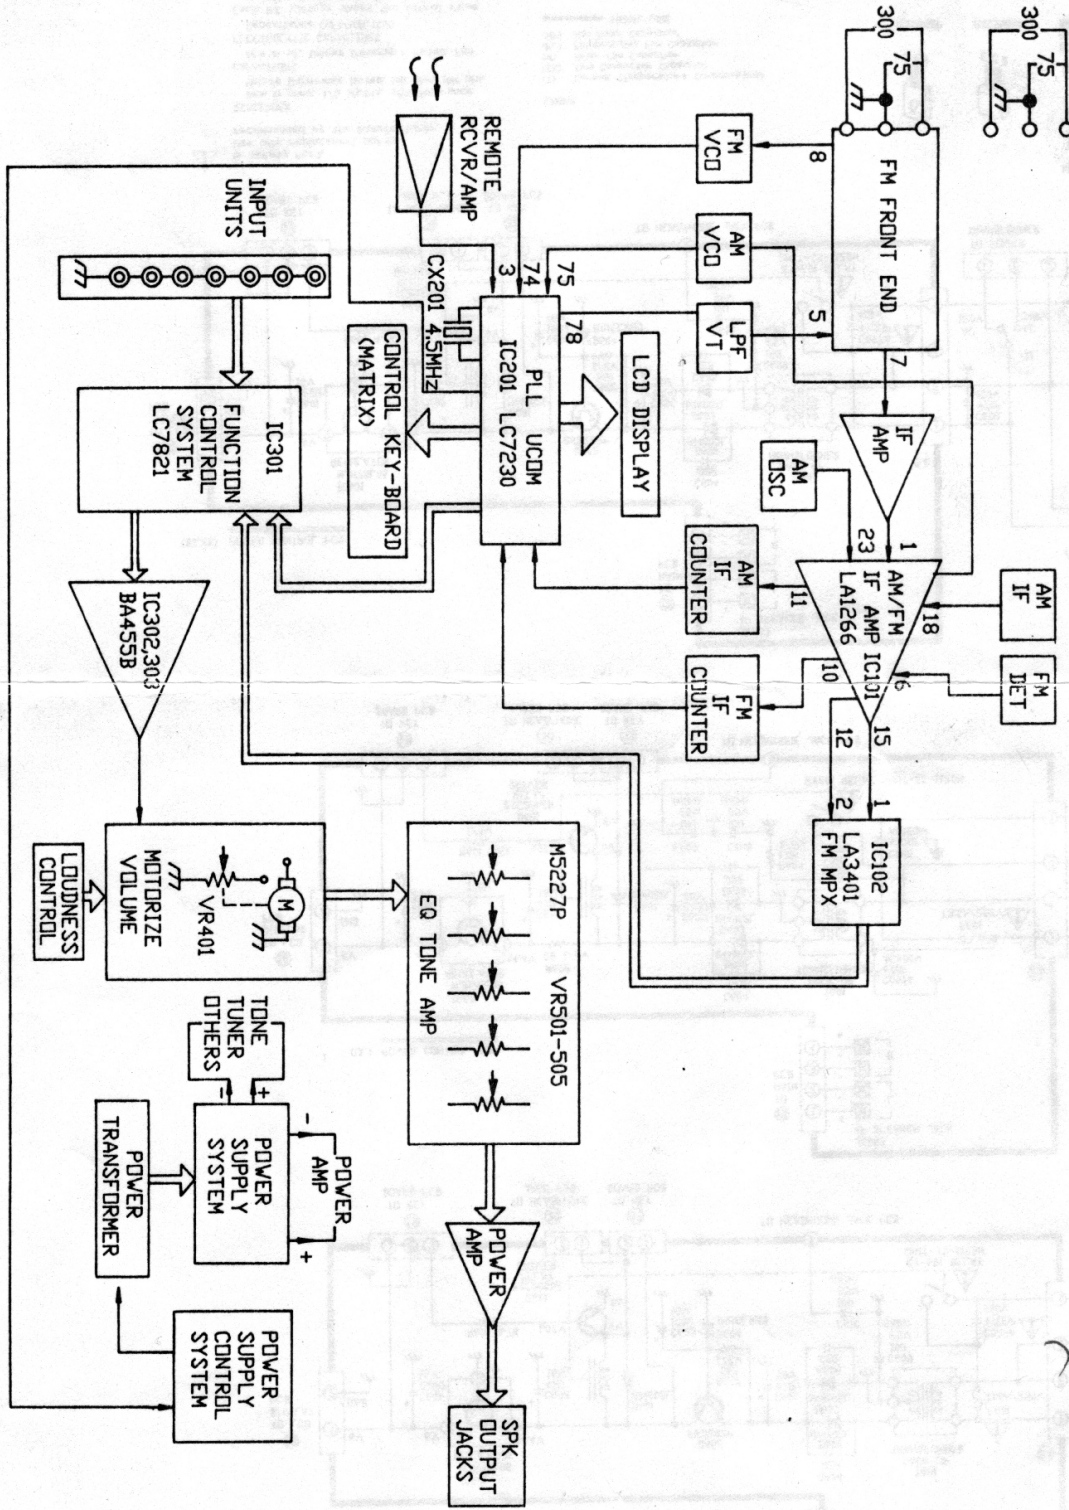 300
75
300
75
FM FRONT END
8
5
7
FM
VCO
AM
VCO
LPF
VT
REMOTE
RCVR/AMP
3
74
75
78
CX201 4.5MHz
PLL UCOM
IC201 LC7230
LCD DISPLAY
CONTROL KEY-BOARD
(MATRIX)
INPUT
UNITS
IC301
FUNCTION
CONTROL
SYSTEM
LC7821
IF
AMP
AM
OSC
23
1
AM/FM
IF AMP
LA1266
IC101
18
16
11
10
12
15
AM
IF
FM
DET
AM
IF
COUNTER
FM
IF
COUNTER
2
1
IC102
LA3401
FM MPX
IC302,303
BA455B
LOUDNESS
CONTROL
MOTORIZE
VOLUME
VR401
M
M5227P VR501-505
EQ TONE AMP
POWER
AMP
SPK
OUTPUT
JACKS
TONE
TUNER
OTHERS
-
+
POWER
SUPPLY
SYSTEM
-
+
POWER
AMP
POWER
TRANSFORMER
POWER
SUPPLY
CONTROL
SYSTEM